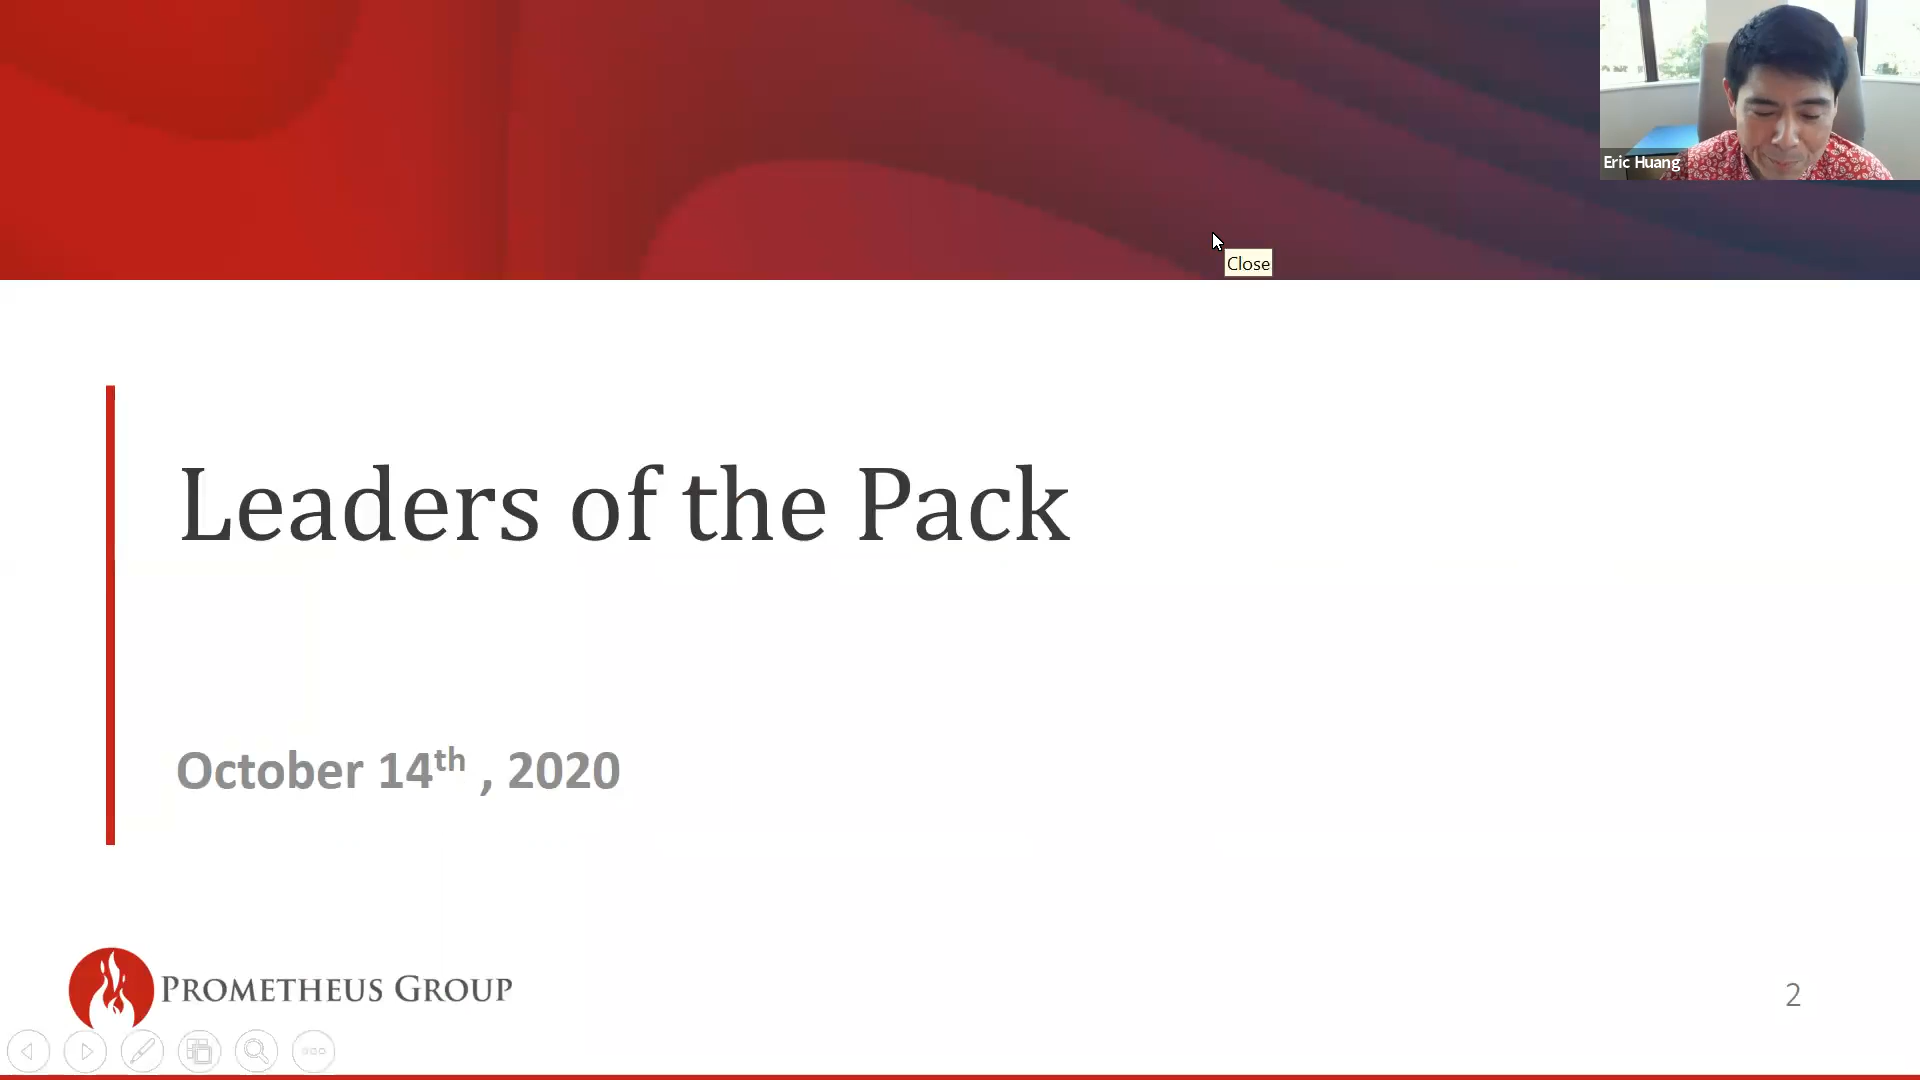 Eric Huang
Close
Leaders of the Pack
October 14th , 2020
PROMETHEUS GROUP
2